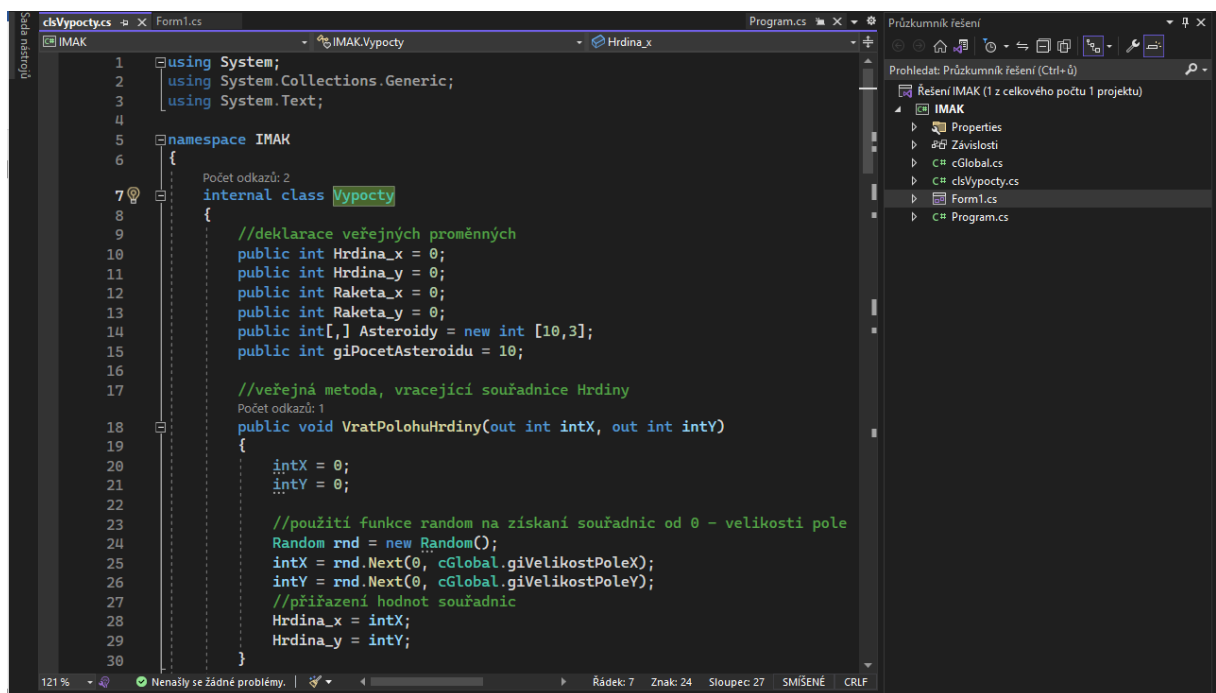 Sada nástrojů
clsVypocty.cs
Form1.cs
Program.cs
IMAK
IMAK.Vypocty
Hrdina_x
1 using System;
2 using System.Collections.Generic;
3 using System.Text;
4
5 namespace IMAK
6 {
Počet odkazů: 2
7 internal class Vypocty
8 {
9 //deklarace veřejných proměnných
10 public int Hrdina_x = 0;
11 public int Hrdina_y = 0;
12 public int Raketa_x = 0;
13 public int Raketa_y = 0;
14 public int[,] Asteroidy = new int [10,3];
15 public int giPocetAsteroidu = 10;
16
17 //veřejná metoda, vracející souřadnice Hrdiny
Počet odkazů: 1
18 public void VratPolohuHrdiny(out int intX, out int intY)
19 {
20 intX = 0;
21 intY = 0;
22
23 //použití funkce random na získaní souřadnic od 0 - velikosti pole
24 Random rnd = new Random();
25 intX = rnd.Next(0, cGlobal.giVelikostPoleX);
26 intY = rnd.Next(0, cGlobal.giVelikostPoleY);
27 //přiřazení hodnot souřadnic
28 Hrdina_x = intX;
29 Hrdina_y = intY;
30 }
121 %
Nenašly se žádné problémy.
Řádek: 7 Znak: 24 Sloupec: 27 SMÍŠENÉ CRLF
Průzkumník řešení
Prohledat: Průzkumník řešení (Ctrl+ů)
Řešení IMAK (1 z celkového počtu 1 projektu)
C# IMAK
Properties
Závislosti
C# cGlobal.cs
C# clsVypocty.cs
Form1.cs
C# Program.cs